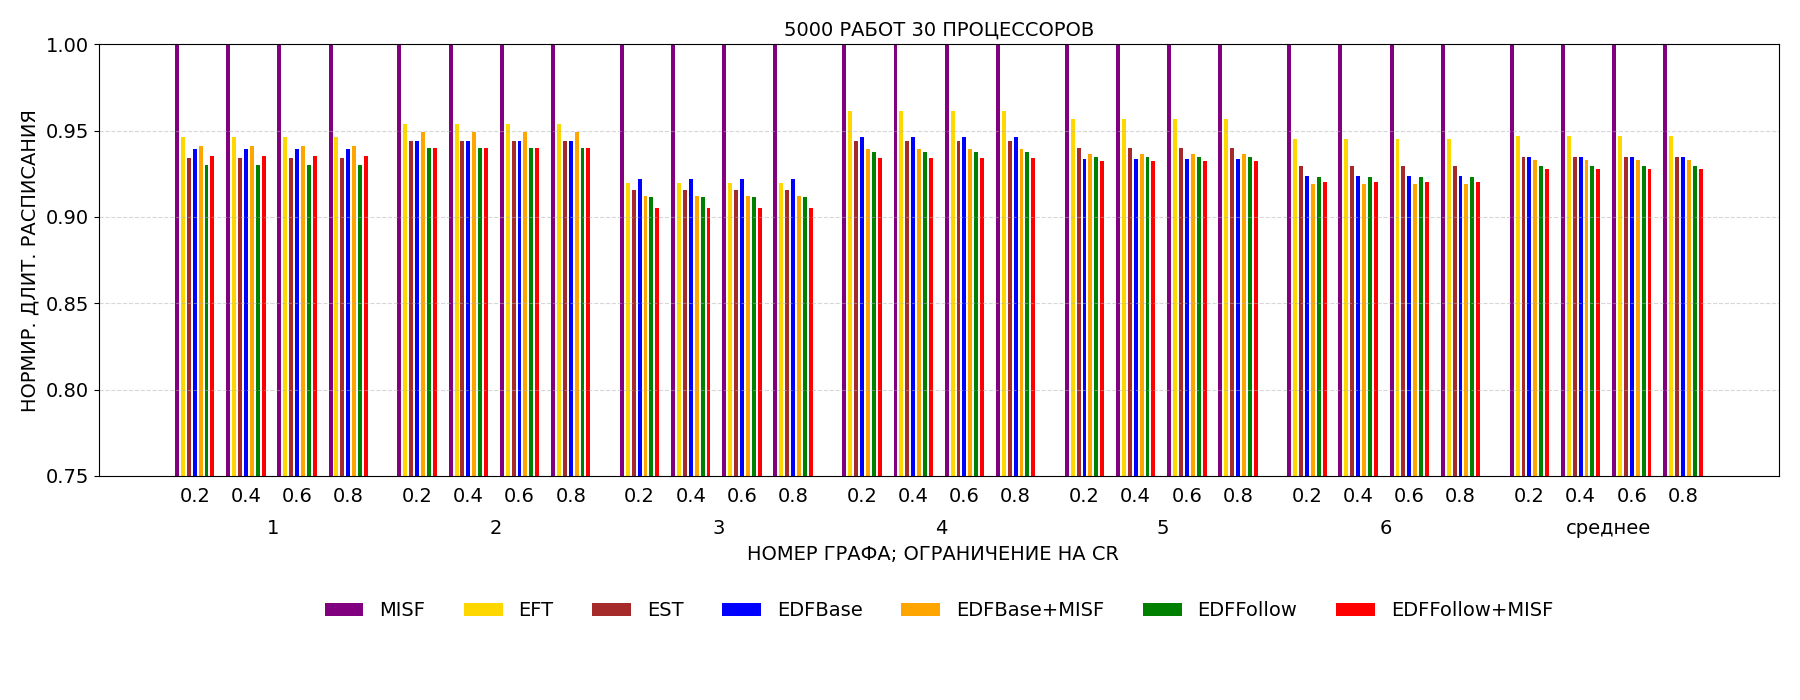 5000 РАБОТ 30 ПРОЦЕССОРОВ
НОРМИР. ДЛИТ. РАСПИСАНИЯ
1.00
0.95
0.90
0.85
0.80
0.75
0.2 0.4 0.6 0.8 0.2 0.4 0.6 0.8 0.2 0.4 0.6 0.8 0.2 0.4 0.6 0.8 0.2 0.4 0.6 0.8 0.2 0.4 0.6 0.8 0.2 0.4 0.6 0.8
1 2 3 4 5 6 среднее
НОМЕР ГРАФА; ОГРАНИЧЕНИЕ НА CR
MISF EFT EST EDFBase EDFBase+MISF EDFFollow EDFFollow+MISF